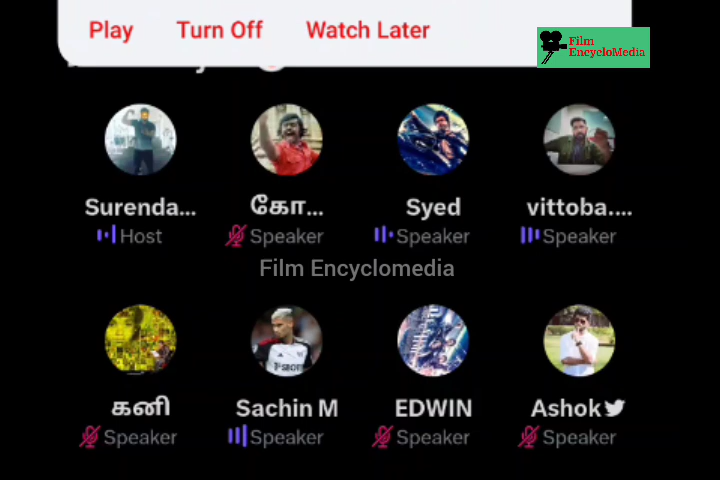 Play Turn Off Watch Later
Film
EncycloMedia
Surenda... கோ... Syed vittoba....
Host Speaker Speaker Speaker
Film Encyclomedia
கனி Sachin M EDWIN Ashok
Speaker Speaker Speaker Speaker